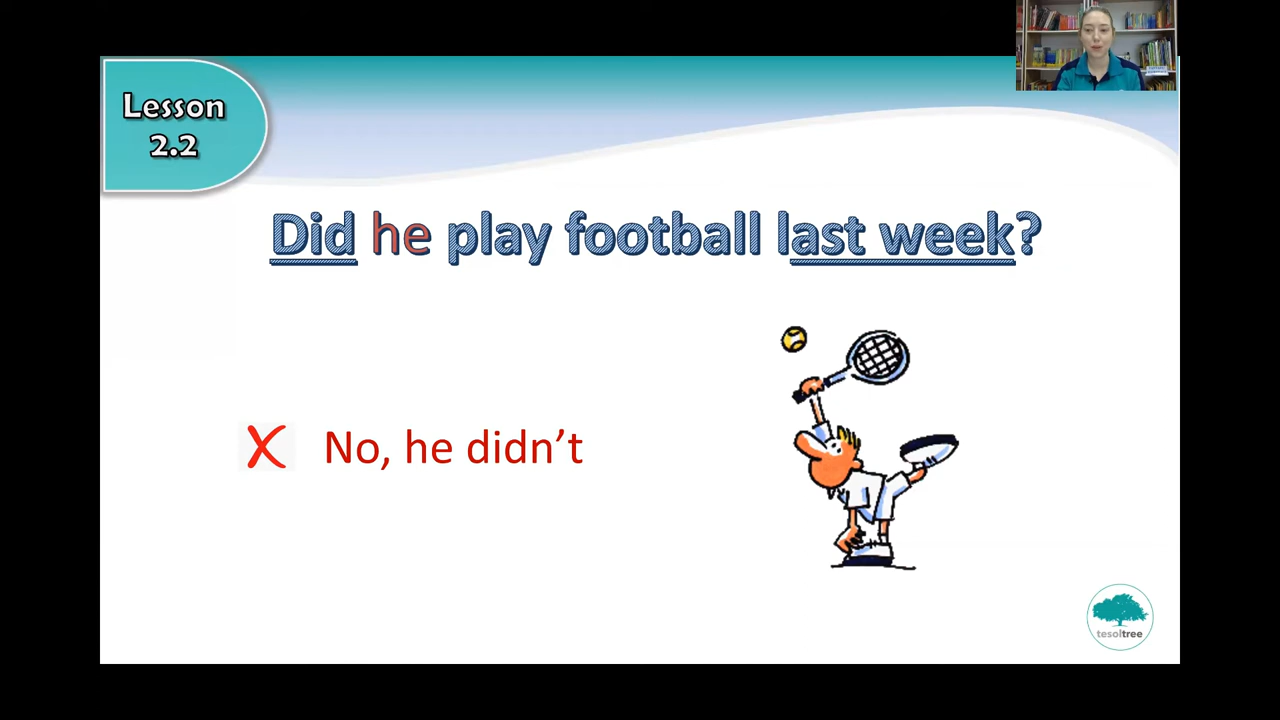 Lesson
2.2
Did he play football last week?
X No, he didn't
tesoltree